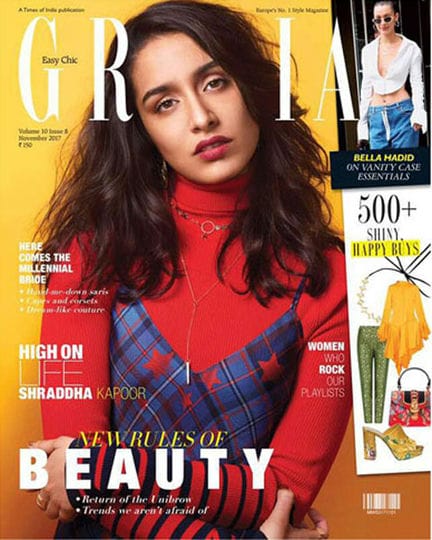 A Times of India publication
Europe's No. 1 Style Magazine
GR IA
Easy Chic
Volume 10 Issue 8
November 2017
₹ 150
BELLA HADID
ON VANITY CASE
ESSENTIALS
500+
SHINY,
HAPPY BUYS
HERE
COMES THE
MILLENNIAL
BRIDE
• Hand-me-down saris
• Capes and corsets
• Dream-like couture
HIGH ON
LIFE
SHRADDHA KAPOOR
WOMEN
WHO
ROCK
OUR
PLAYLISTS
NEW RULES OF
BEAUTY
• Return of the Unibrow
• Trends we aren't afraid of